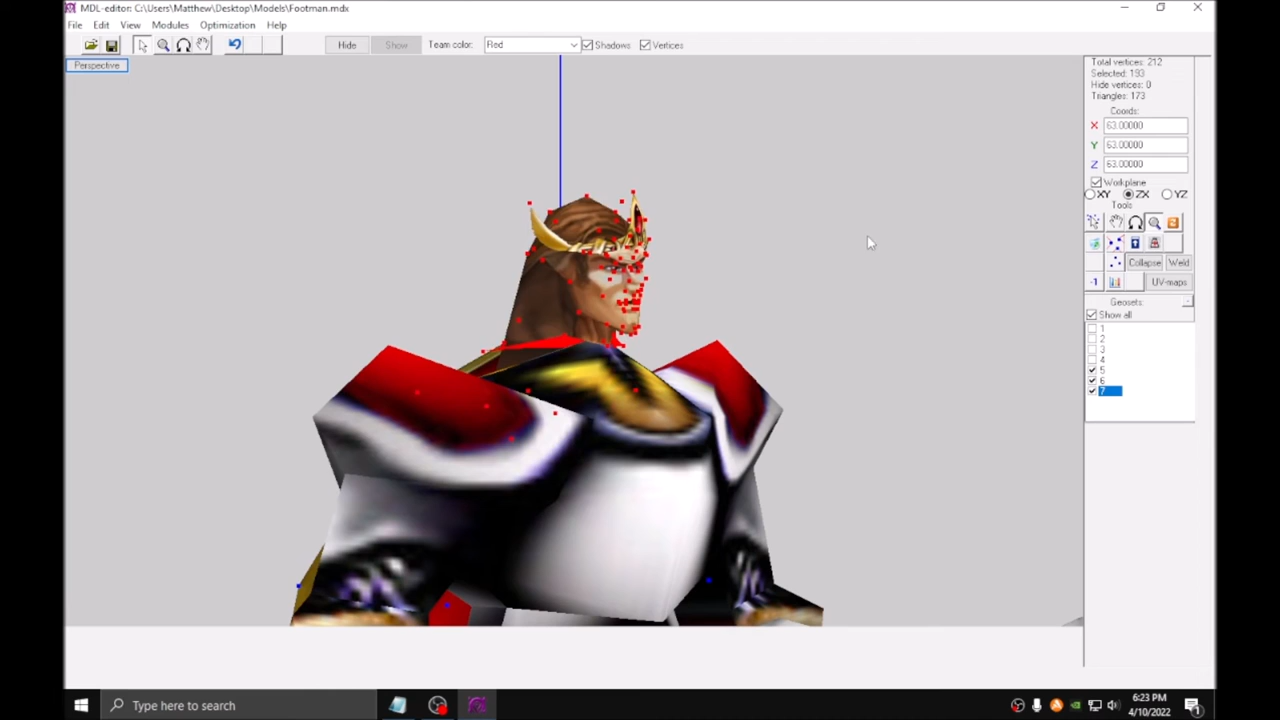 MDL-editor: C:\Users\Matthew\Desktop\Models\Footman.mdx
File Edit View Modules Optimization Help
Hide Show Team color: Red Shadows Vertices
Perspective
Total vertices: 212
Selected: 193
Hide vertices: 0
Triangles: 173
Coords:
X 63.00000
Y 63.00000
Z 63.00000
Workplane
XY ZX YZ
Tools
Collapse Weld
-1 UV-maps
Geosets:
Show all
1
2
3
4
5
6
7
Type here to search
6:23 PM
4/10/2022
1